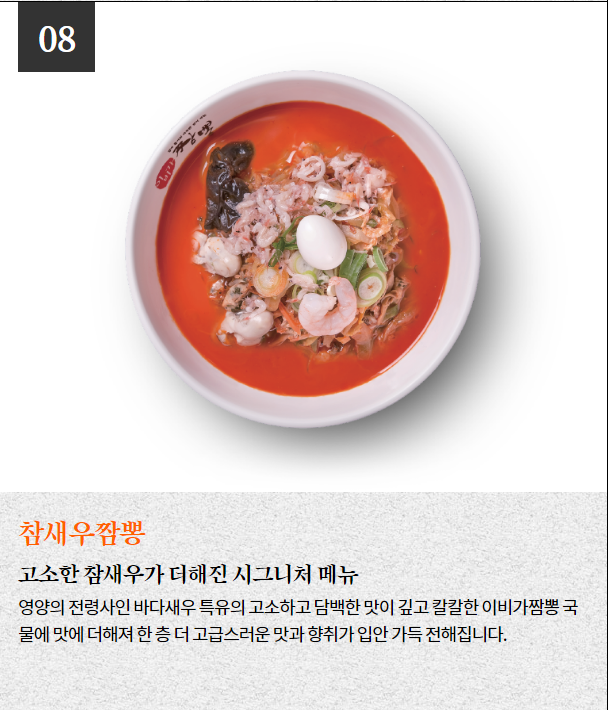 08
참새우짬뽕
고소한 참새우가 더해진 시그니처 메뉴
영양의 전령사인 바다새우 특유의 고소하고 담백한 맛이 깊고 칼칼한 이비가짬뽕 국
물에 맛에 더해져 한 층 더 고급스러운 맛과 향취가 입안 가득 전해집니다.